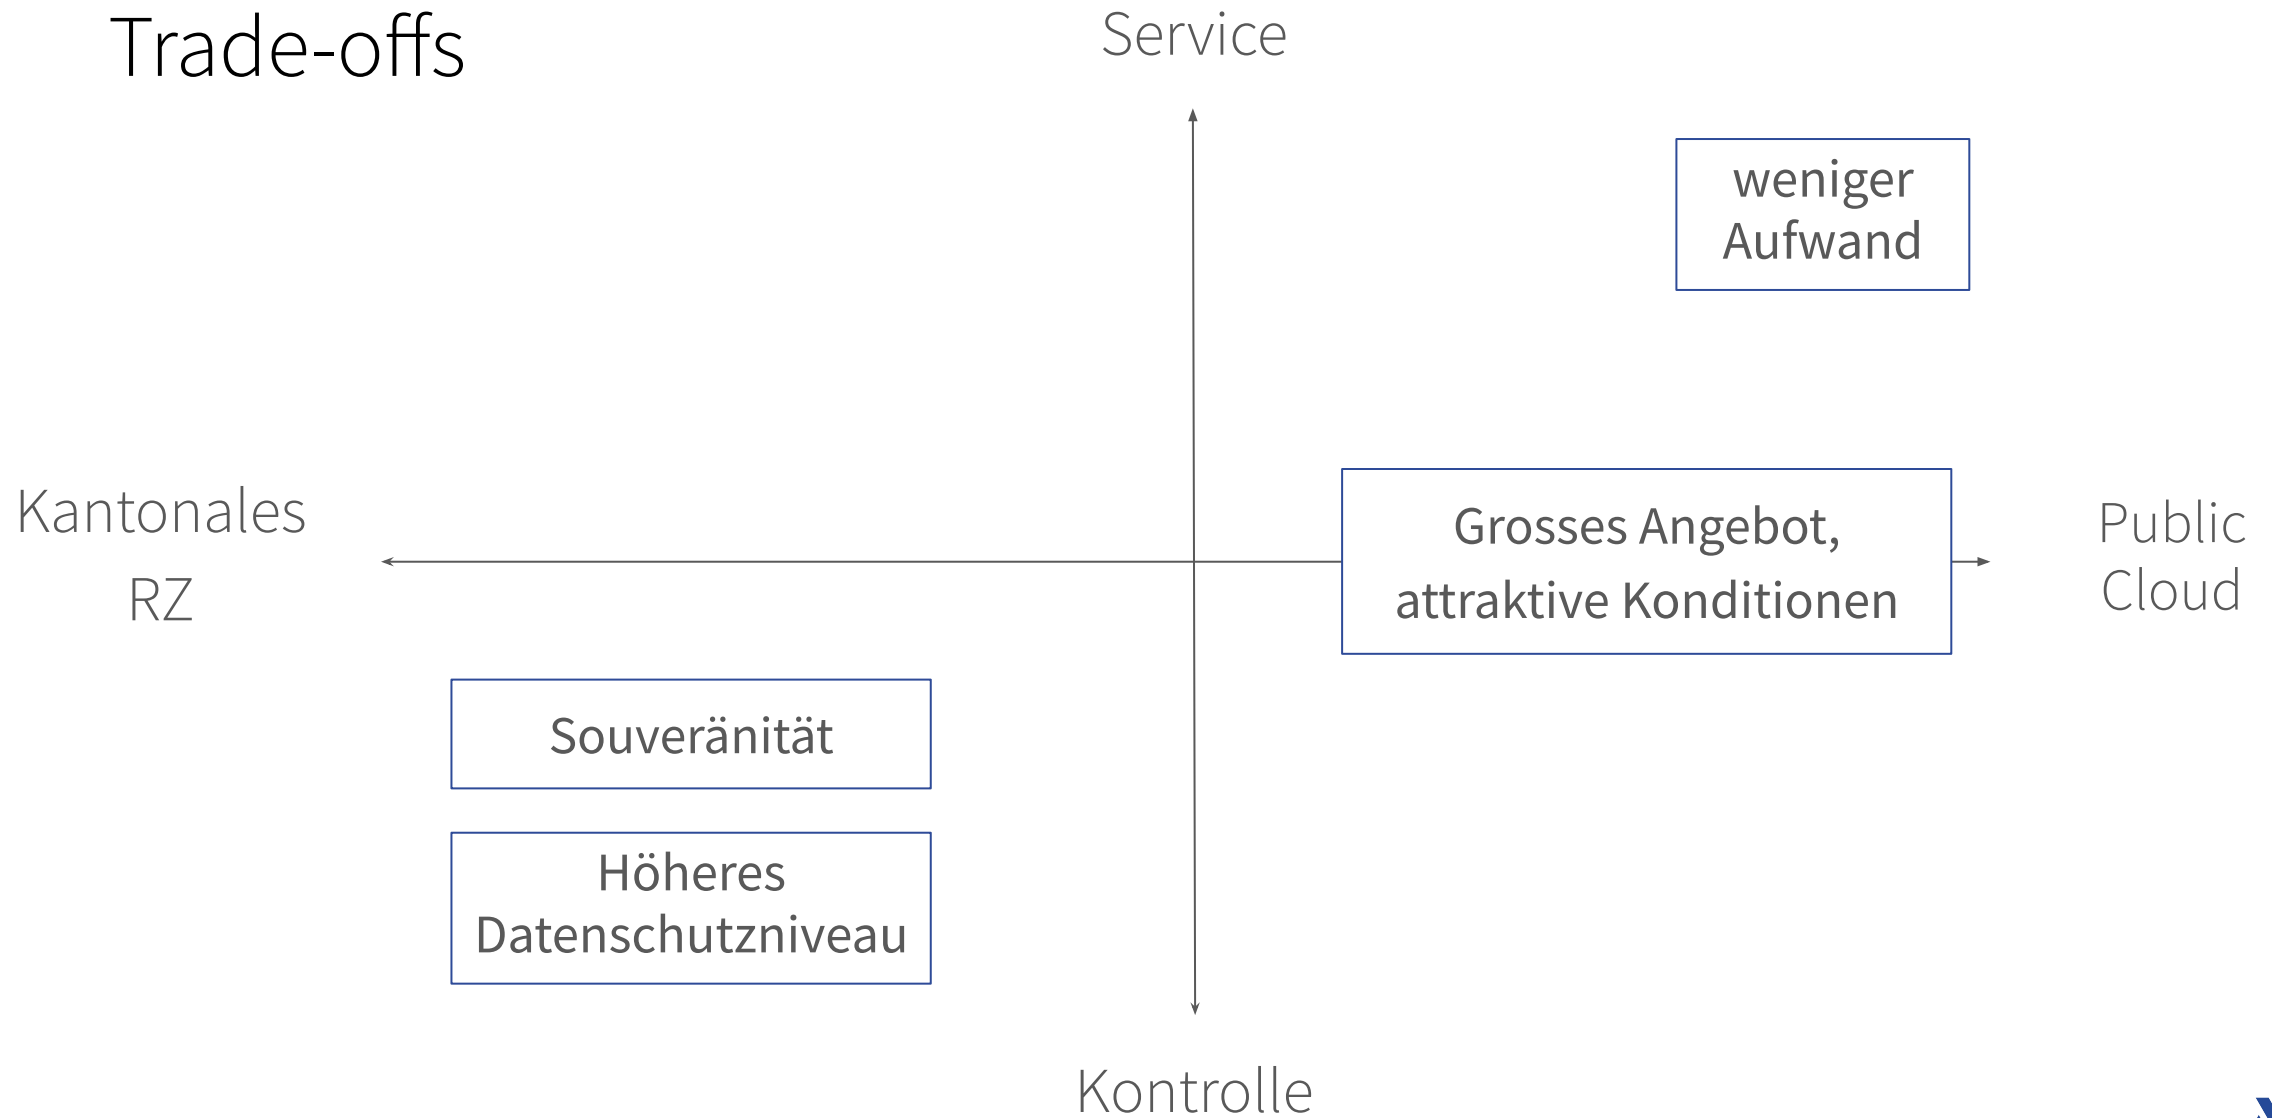 Trade-offs
Service
weniger
Aufwand
Kantonales
RZ
Grosses Angebot,
attraktive Konditionen
Public
Cloud
Souveränität
Höheres
Datenschutzniveau
Kontrolle